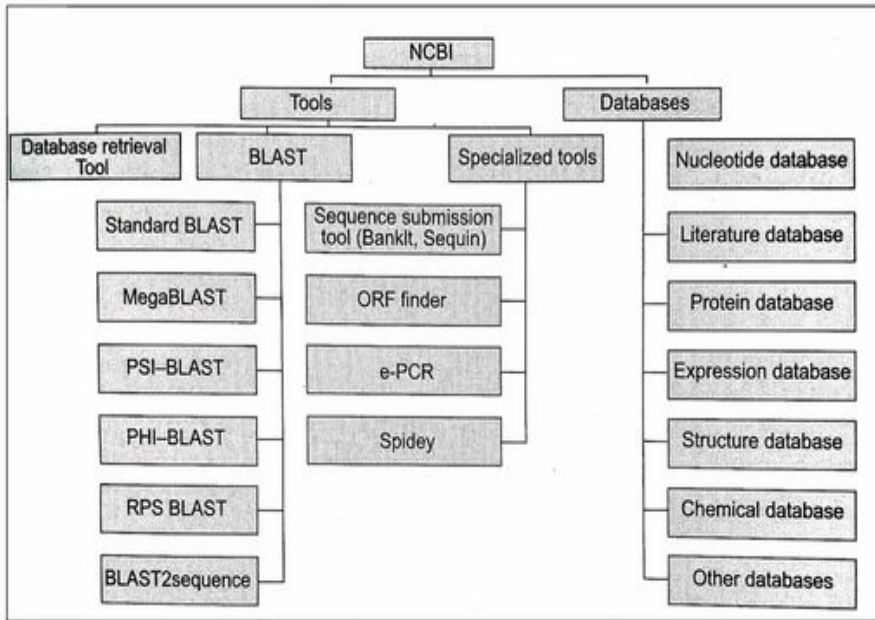 NCBI
Tools
Databases
Database retrieval
Tool
BLAST
Specialized tools
Nucleotide database
Standard BLAST
Sequence submission
tool (BankIt, Sequin)
Literature database
MegaBLAST
ORF finder
Protein database
PSI–BLAST
e-PCR
Expression database
PHI–BLAST
Spidey
Structure database
RPS BLAST
Chemical database
BLAST2sequence
Other databases